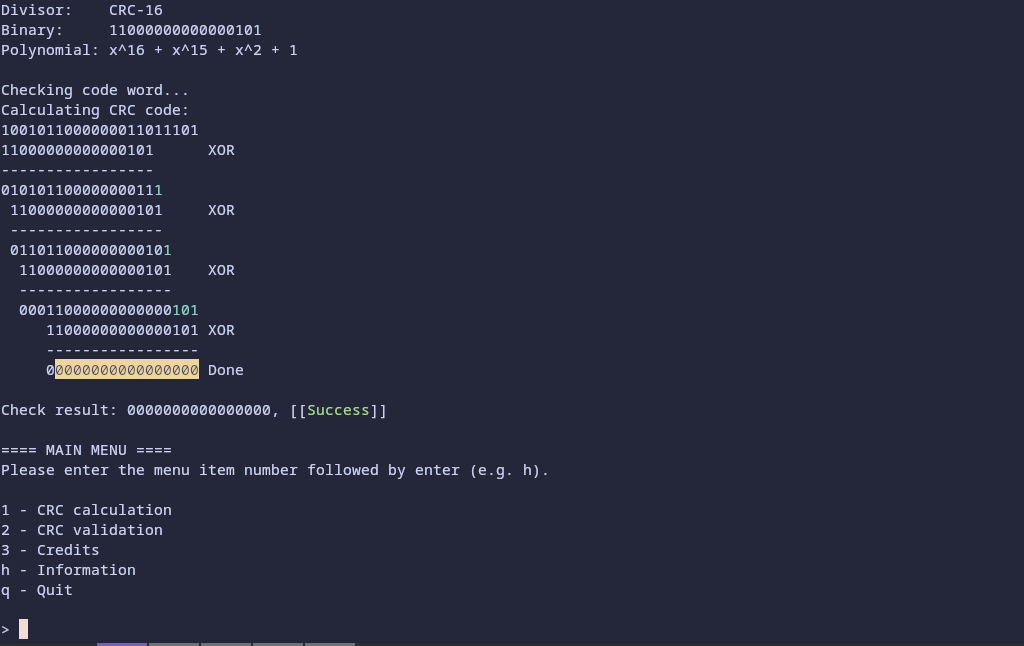 Divisor:    CRC-16
Binary:     11000000000000101
Polynomial: x^16 + x^15 + x^2 + 1
Checking code word...
Calculating CRC code:
1001011000000011011101
11000000000000101      XOR
-----------------
010101100000000111
 11000000000000101     XOR
 -----------------
 011011000000000101
  11000000000000101    XOR
  -----------------
  00011000000000000101
     11000000000000101 XOR
     -----------------
     00000000000000000 Done
Check result: 0000000000000000, [[Success]]
==== MAIN MENU ====
Please enter the menu item number followed by enter (e.g. h).
1 - CRC calculation
2 - CRC validation
3 - Credits
h - Information
q - Quit
>